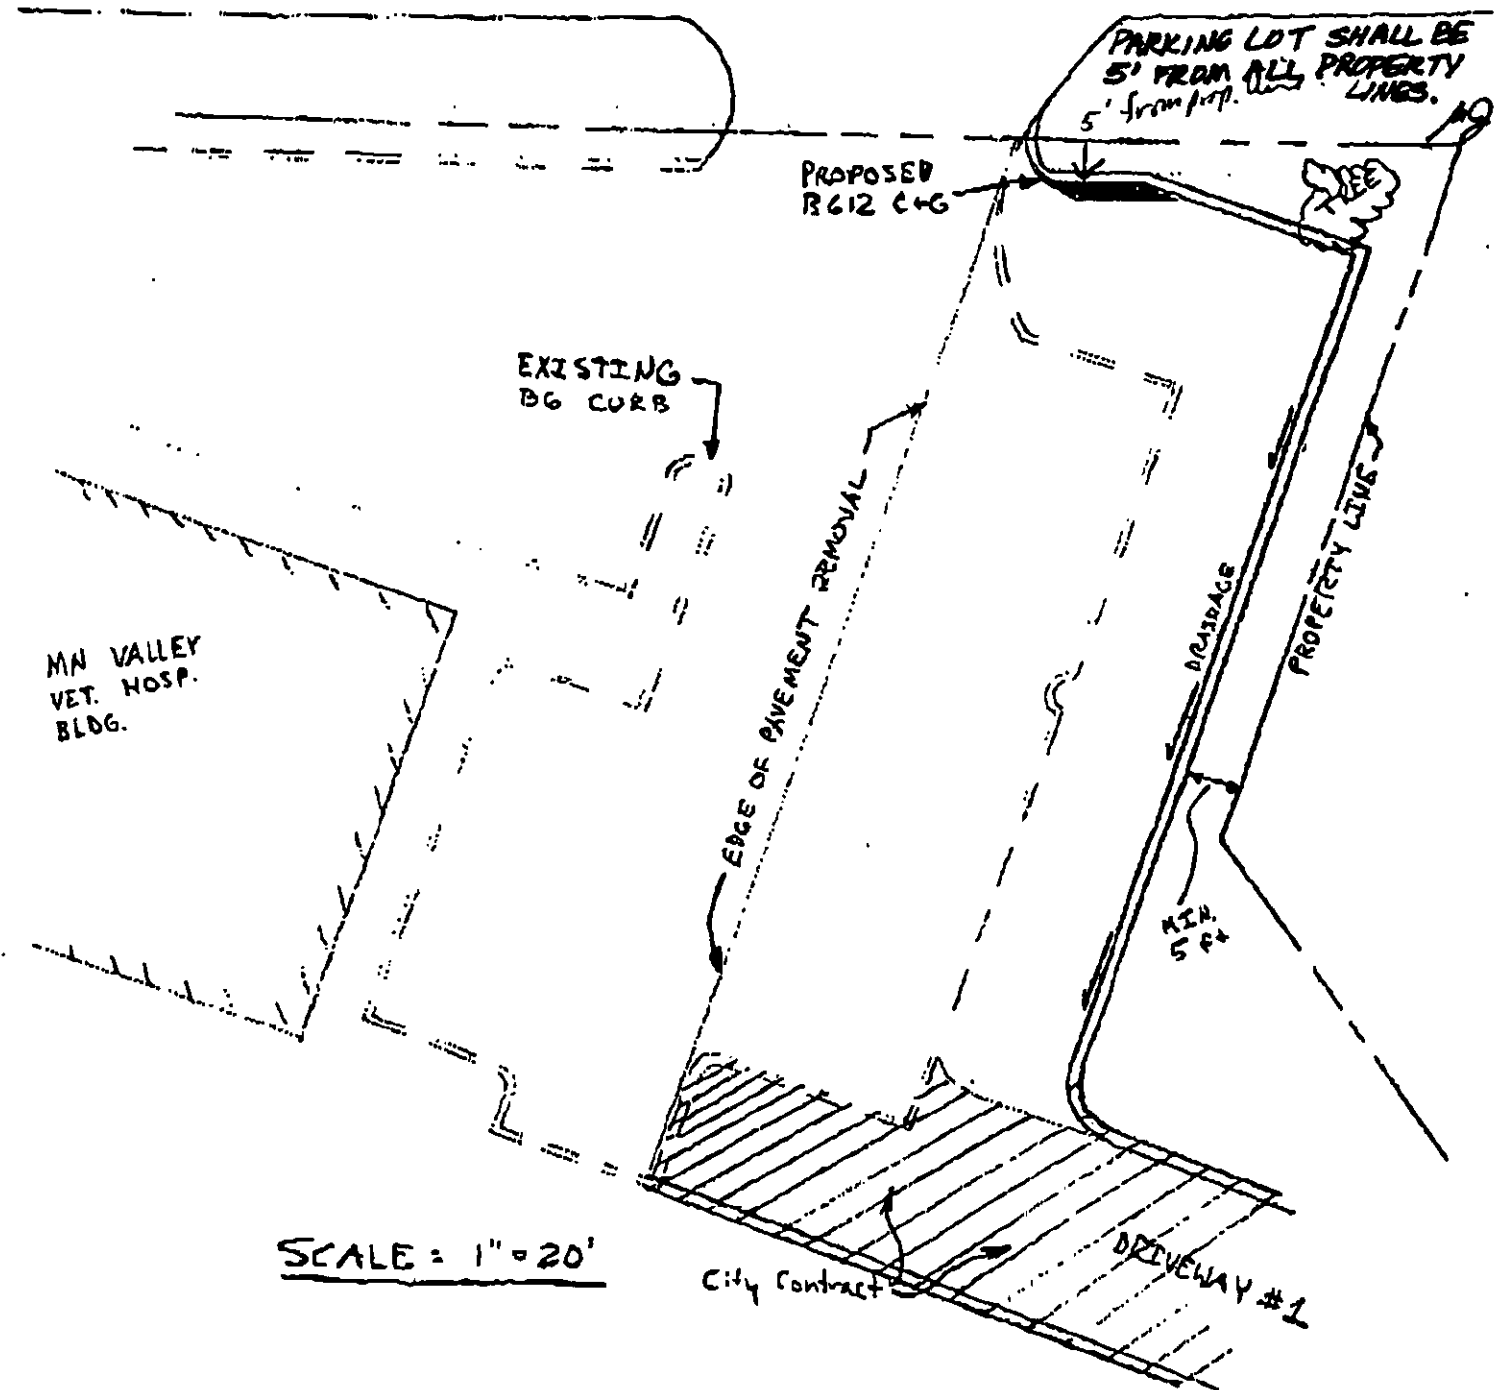 PARKING LOT SHALL BE
5' FROM ALL PROPERTY
LINES.
5' from prop. line
PROPOSED
B612 C+G
TREE
EXISTING
B6 CURB
EDGE OF PAVEMENT REMOVAL
DRAINAGE
PROPERTY LINE
MN VALLEY
VET. HOSP.
BLDG.
MIN.
5 ft
SCALE: 1" = 20'
City Contract
DRIVEWAY #1